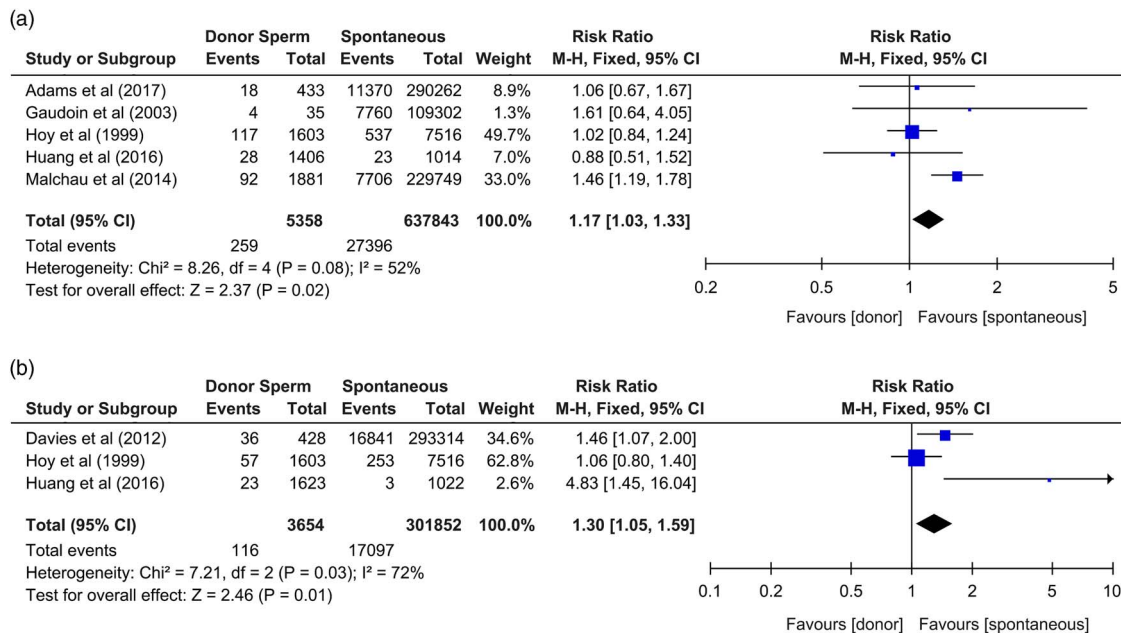 (a)
Donor Sperm Spontaneous Risk Ratio Risk Ratio
Study or Subgroup Events Total Events Total Weight M-H, Fixed, 95% CI M-H, Fixed, 95% CI
Adams et al (2017) 18 433 11370 290262 8.9% 1.06 [0.67, 1.67]
Gaudoin et al (2003) 4 35 7760 109302 1.3% 1.61 [0.64, 4.05]
Hoy et al (1999) 117 1603 537 7516 49.7% 1.02 [0.84, 1.24]
Huang et al (2016) 28 1406 23 1014 7.0% 0.88 [0.51, 1.52]
Malchau et al (2014) 92 1881 7706 229749 33.0% 1.46 [1.19, 1.78]
Total (95% CI) 5358 637843 100.0% 1.17 [1.03, 1.33]
Total events 259 27396
Heterogeneity: Chi² = 8.26, df = 4 (P = 0.08); I² = 52%
Test for overall effect: Z = 2.37 (P = 0.02)
0.2 0.5 1 2 5
Favours [donor] Favours [spontaneous]
(b)
Donor Sperm Spontaneous Risk Ratio Risk Ratio
Study or Subgroup Events Total Events Total Weight M-H, Fixed, 95% CI M-H, Fixed, 95% CI
Davies et al (2012) 36 428 16841 293314 34.6% 1.46 [1.07, 2.00]
Hoy et al (1999) 57 1603 253 7516 62.8% 1.06 [0.80, 1.40]
Huang et al (2016) 23 1623 3 1022 2.6% 4.83 [1.45, 16.04]
Total (95% CI) 3654 301852 100.0% 1.30 [1.05, 1.59]
Total events 116 17097
Heterogeneity: Chi² = 7.21, df = 2 (P = 0.03); I² = 72%
Test for overall effect: Z = 2.46 (P = 0.01)
0.1 0.2 0.5 1 2 5 10
Favours [donor] Favours [spontaneous]